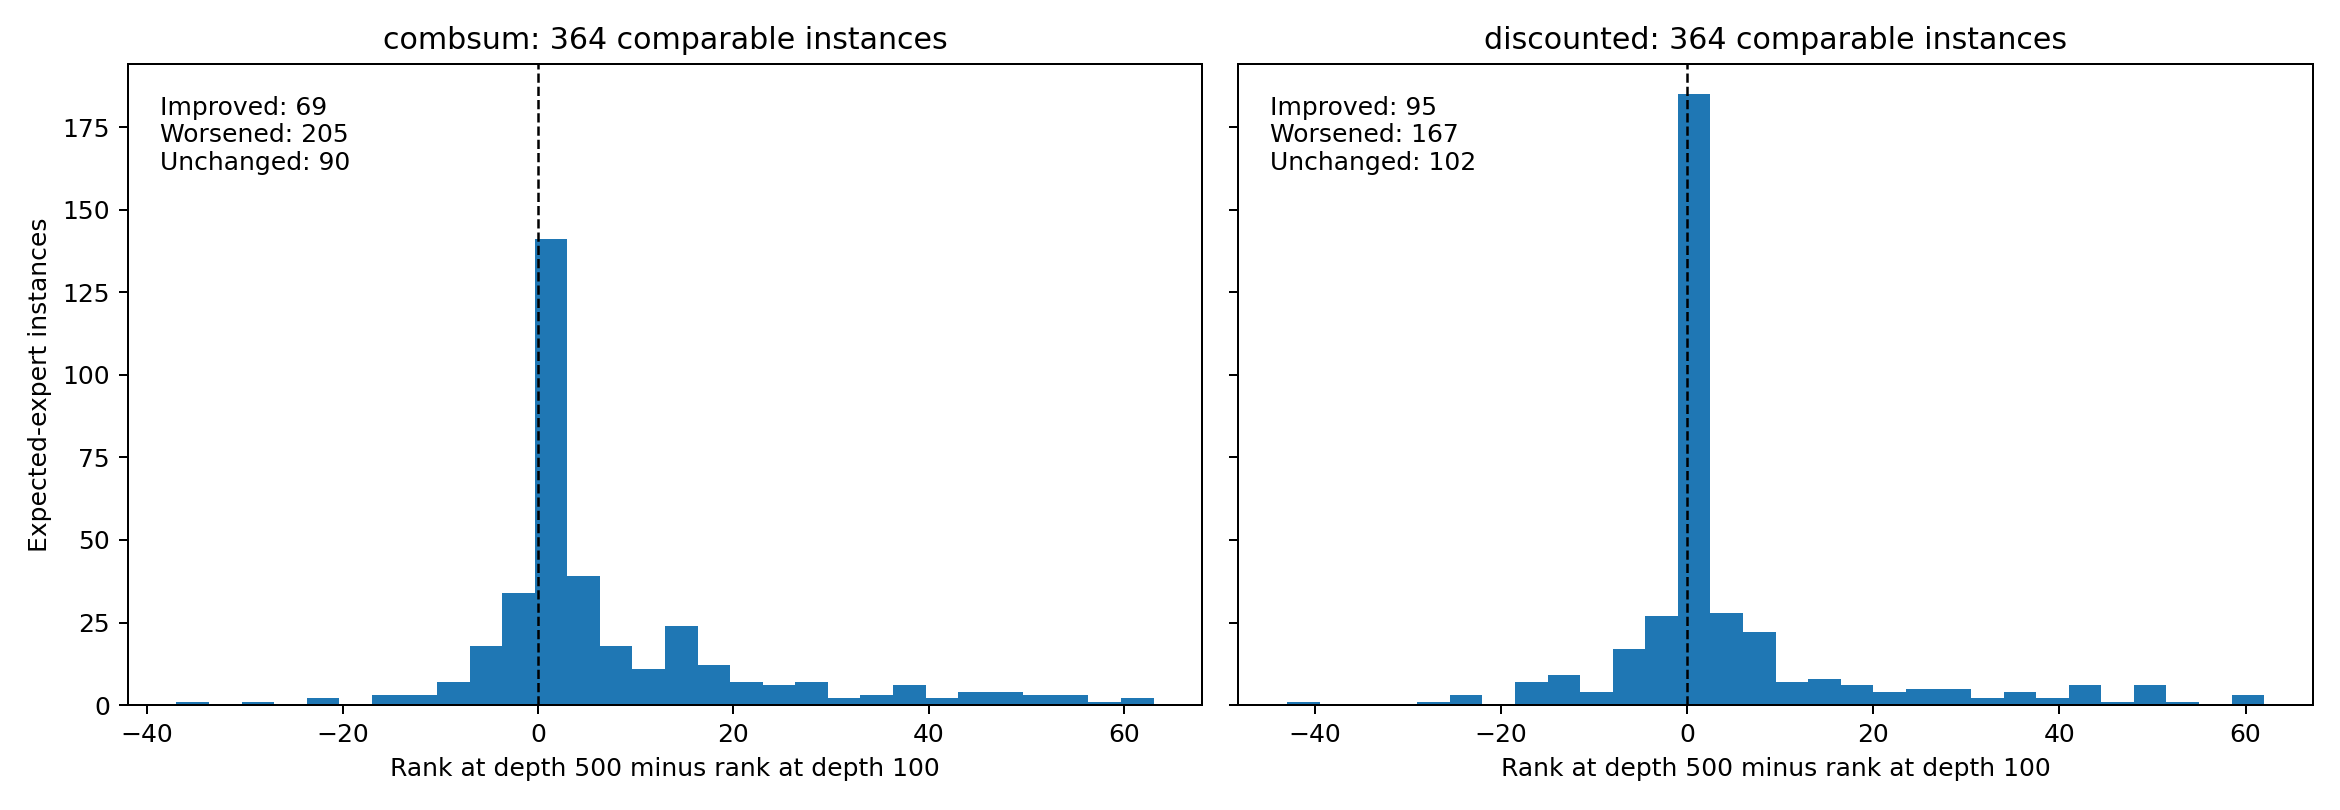 combsum: 364 comparable instances
Improved: 69
Worsened: 205
Unchanged: 90
Expected-expert instances
175
150
125
100
75
50
25
0
−40 −20 0 20 40 60
Rank at depth 500 minus rank at depth 100
discounted: 364 comparable instances
Improved: 95
Worsened: 167
Unchanged: 102
−40 −20 0 20 40 60
Rank at depth 500 minus rank at depth 100